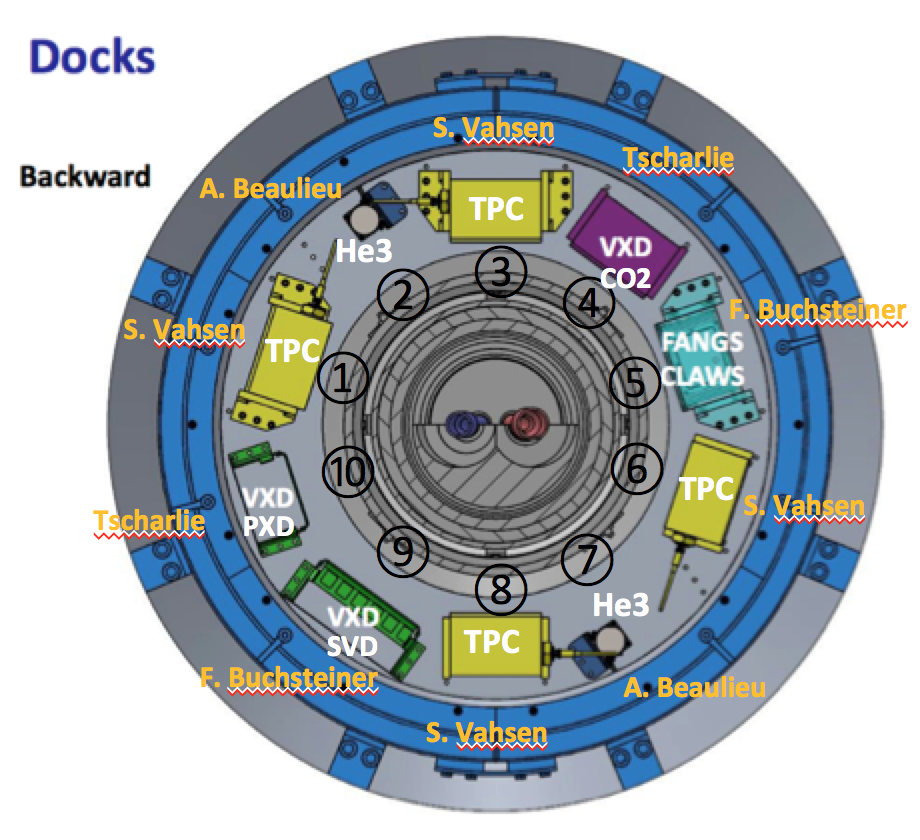 Docks
S. Vahsen
Tscharlie
Backward
A. Beaulieu
TPC
He3
VXD
CO2
3
2
4
F. Buchsteiner
S. Vahsen
TPC
FANGS
CLAWS
1
5
10
6
TPC
VXD
PXD
S. Vahsen
Tscharlie
9
7
8
He3
VXD
SVD
TPC
F. Buchsteiner
A. Beaulieu
S. Vahsen